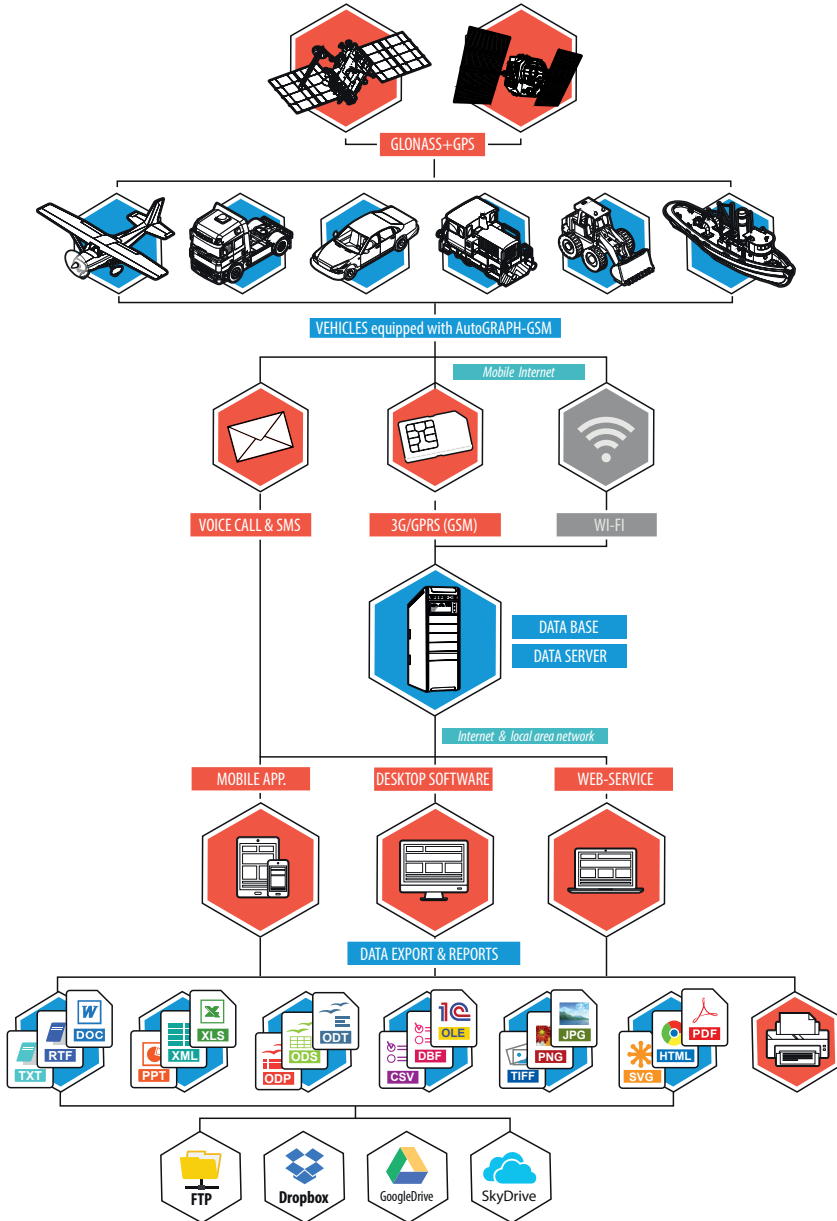 GLONASS+GPS
VEHICLES equipped with AutoGRAPH-GSM
Mobile Internet
VOICE CALL & SMS
3G/GPRS (GSM)
WI-FI
DATA BASE
DATA SERVER
Internet & local area network
MOBILE APP.
DESKTOP SOFTWARE
WEB-SERVICE
DATA EXPORT & REPORTS
TXT
RTF
W
DOC
PPT
XML
X
XLS
ODP
ODS
ODT
CSV
DBF
1C
OLE
TIFF
PNG
JPG
SVG
HTML
PDF
FTP
Dropbox
GoogleDrive
SkyDrive